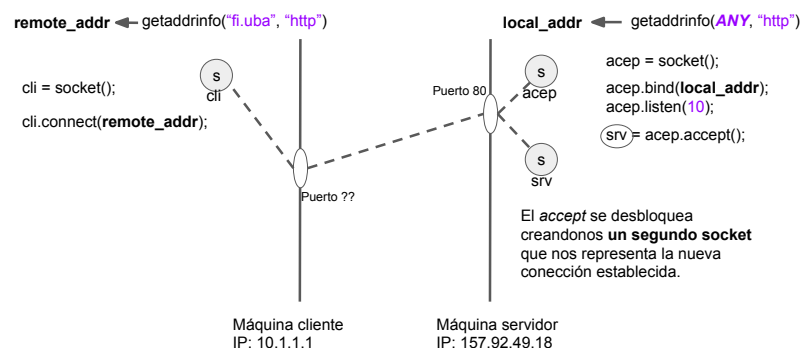 remote_addr getaddrinfo("fi.uba", "http")
local_addr getaddrinfo(ANY, "http")
s
cli
cli = socket();
cli.connect(remote_addr);
Puerto ??
Puerto 80
s
acep
s
srv
acep = socket();
acep.bind(local_addr);
acep.listen(10);
srv = acep.accept();
El accept se desbloquea
creandonos un segundo socket
que nos representa la nueva
conección establecida.
Máquina cliente
IP: 10.1.1.1
Máquina servidor
IP: 157.92.49.18